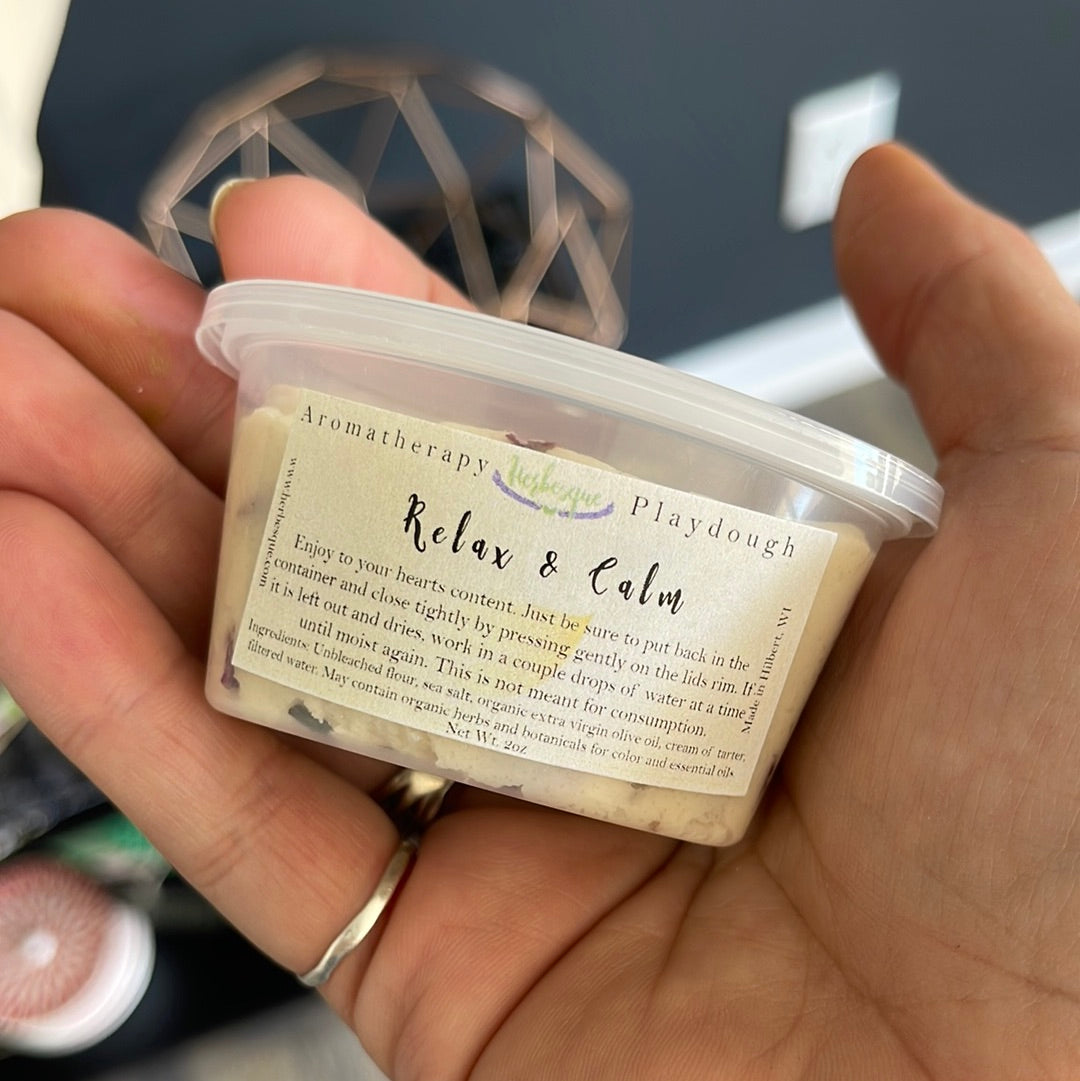 Aromatherapy Herbesque Playdough
Relax & Calm
Enjoy to your hearts content. Just be sure to put back in the
container and close tightly by pressing gently on the lids rim. If
it is left out and dries, work in a couple drops of water at a time
until moist again. This is not meant for consumption.
Ingredients: Unbleached flour, sea salt, organic extra virgin olive oil, cream of tarter,
filtered water. May contain organic herbs and botanicals for color and essential oils
Net Wt. 2oz
www.herbesque.com
Made in Hilbert, WI